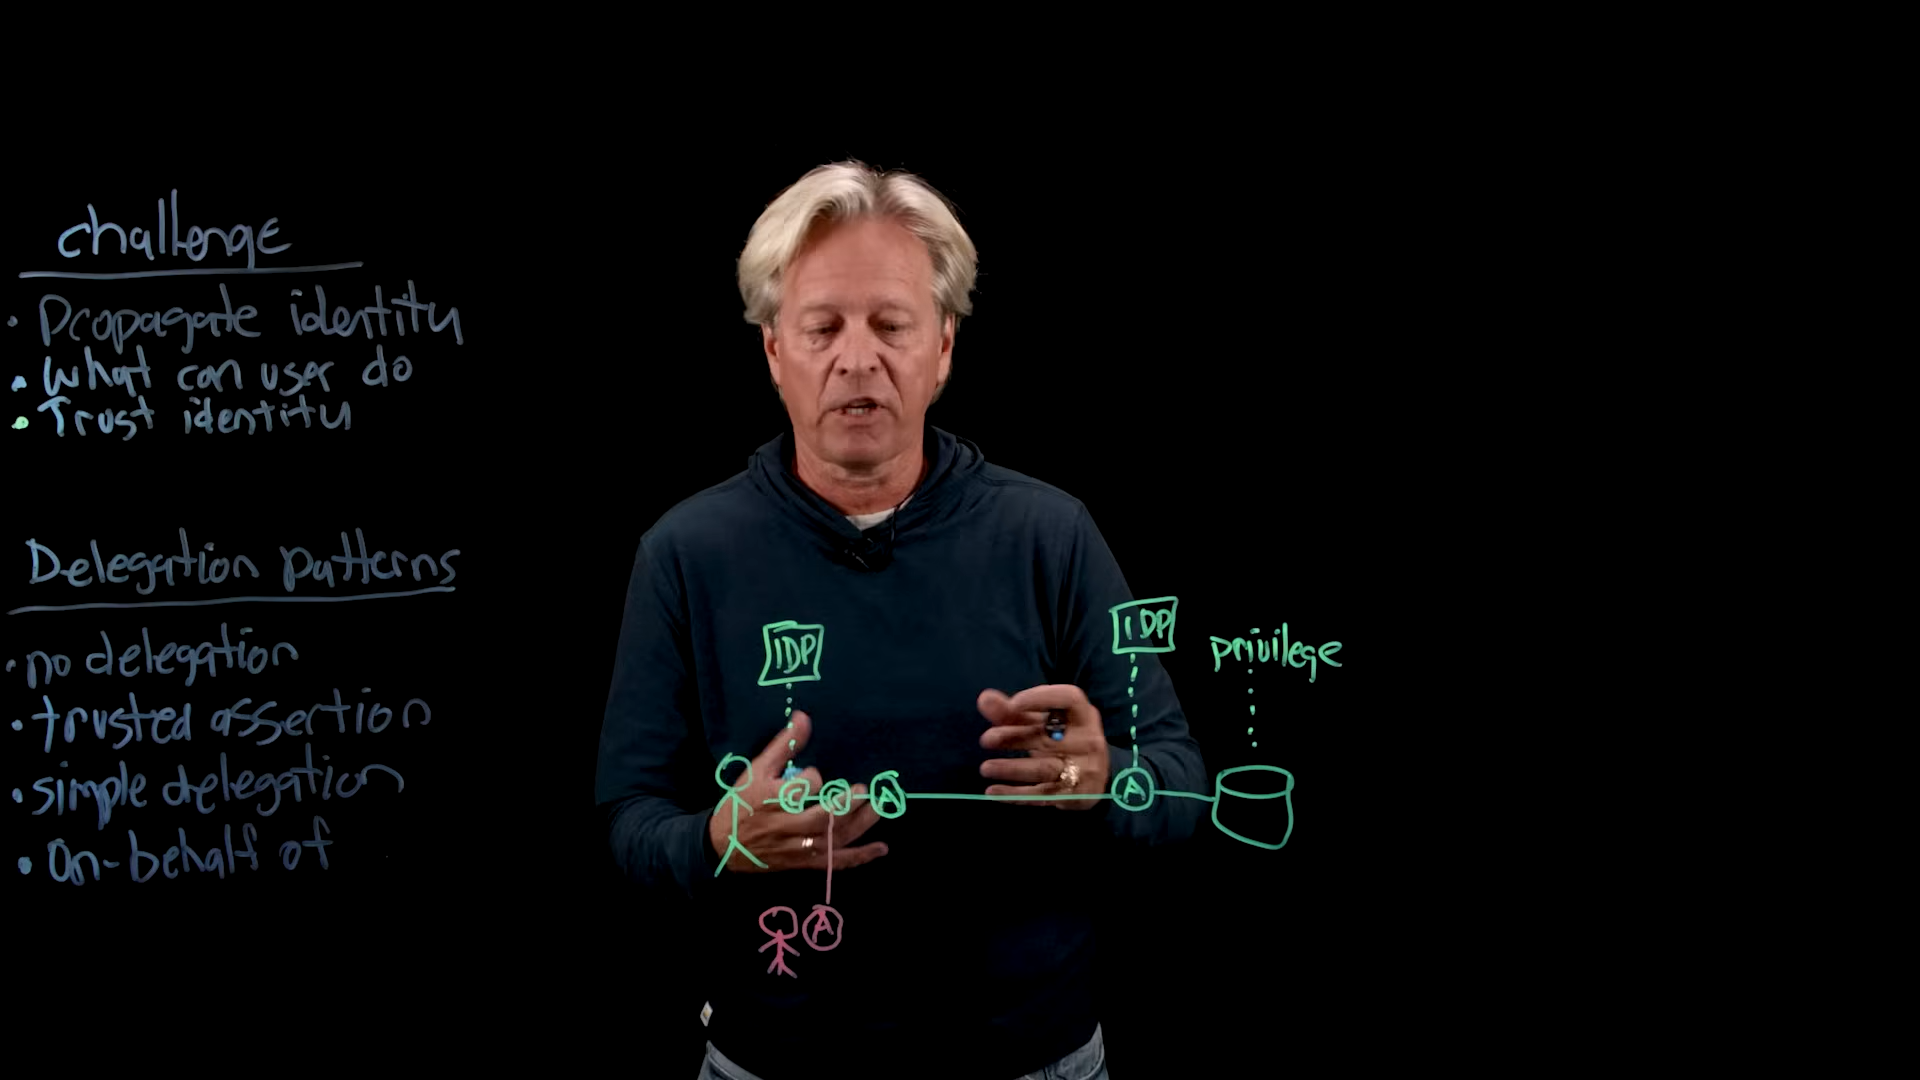 challenge
• Propagate identity
• What can user do
• Trust identity
Delegation patterns
• no delegation
• trusted assertion
• simple delegation
• On-behalf of
IDP
IDP
privilege
C
R
A
A
A